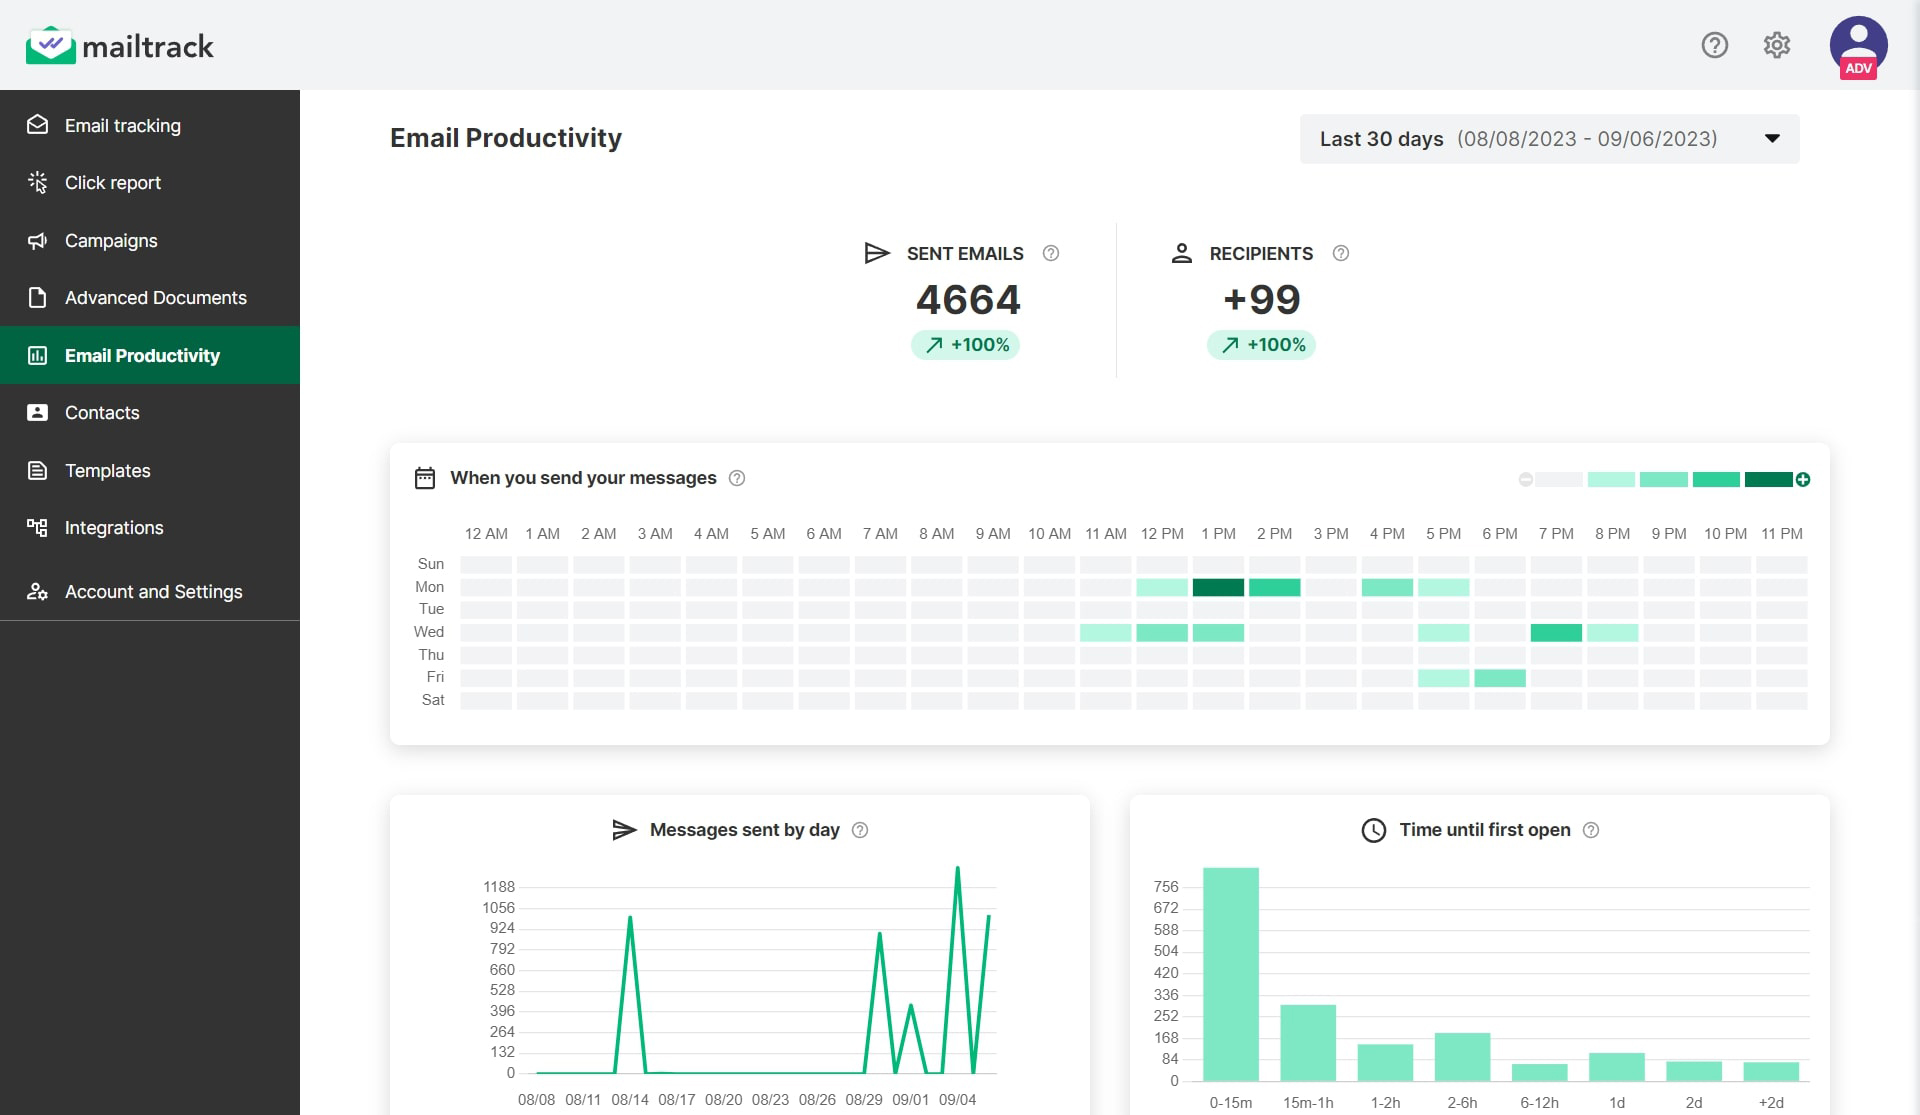 mailtrack
ADV
Email tracking
Click report
Campaigns
Advanced Documents
Email Productivity
Contacts
Templates
Integrations
Account and Settings
Email Productivity
Last 30 days (08/08/2023 - 09/06/2023)
SENT EMAILS
4664
+100%
RECIPIENTS
+99
+100%
When you send your messages
12 AM 1 AM 2 AM 3 AM 4 AM 5 AM 6 AM 7 AM 8 AM 9 AM 10 AM 11 AM 12 PM 1 PM 2 PM 3 PM 4 PM 5 PM 6 PM 7 PM 8 PM 9 PM 10 PM 11 PM
Sun
Mon
Tue
Wed
Thu
Fri
Sat
Messages sent by day
1188
1056
924
792
660
528
396
264
132
0
08/08 08/11 08/14 08/17 08/20 08/23 08/26 08/29 09/01 09/04
Time until first open
756
672
588
504
420
336
252
168
84
0
0-15m 15m-1h 1-2h 2-6h 6-12h 1d 2d +2d